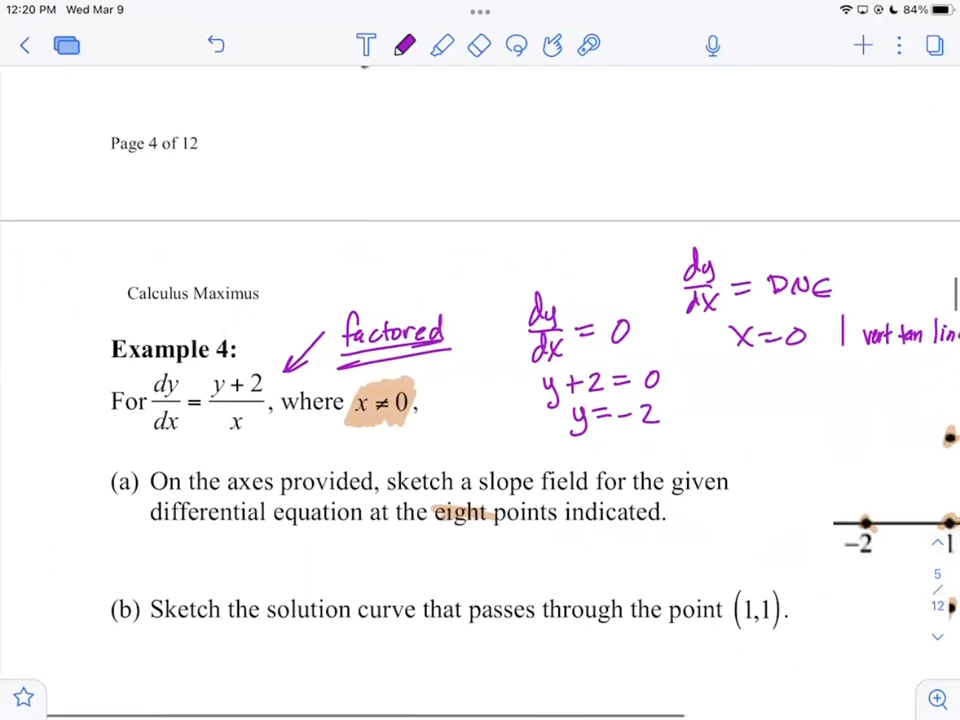 12:20 PM Wed Mar 9
84%
T
Page 4 of 12
Calculus Maximus
dy/dx = DNE
x=0 | vert tan line
factored
dy/dx = 0
y+2=0
y=-2
Example 4:
For dy/dx = (y + 2)/x, where x ≠ 0,
(a) On the axes provided, sketch a slope field for the given
differential equation at the eight points indicated.
−2
1
5
/
12
(b) Sketch the solution curve that passes through the point (1,1).